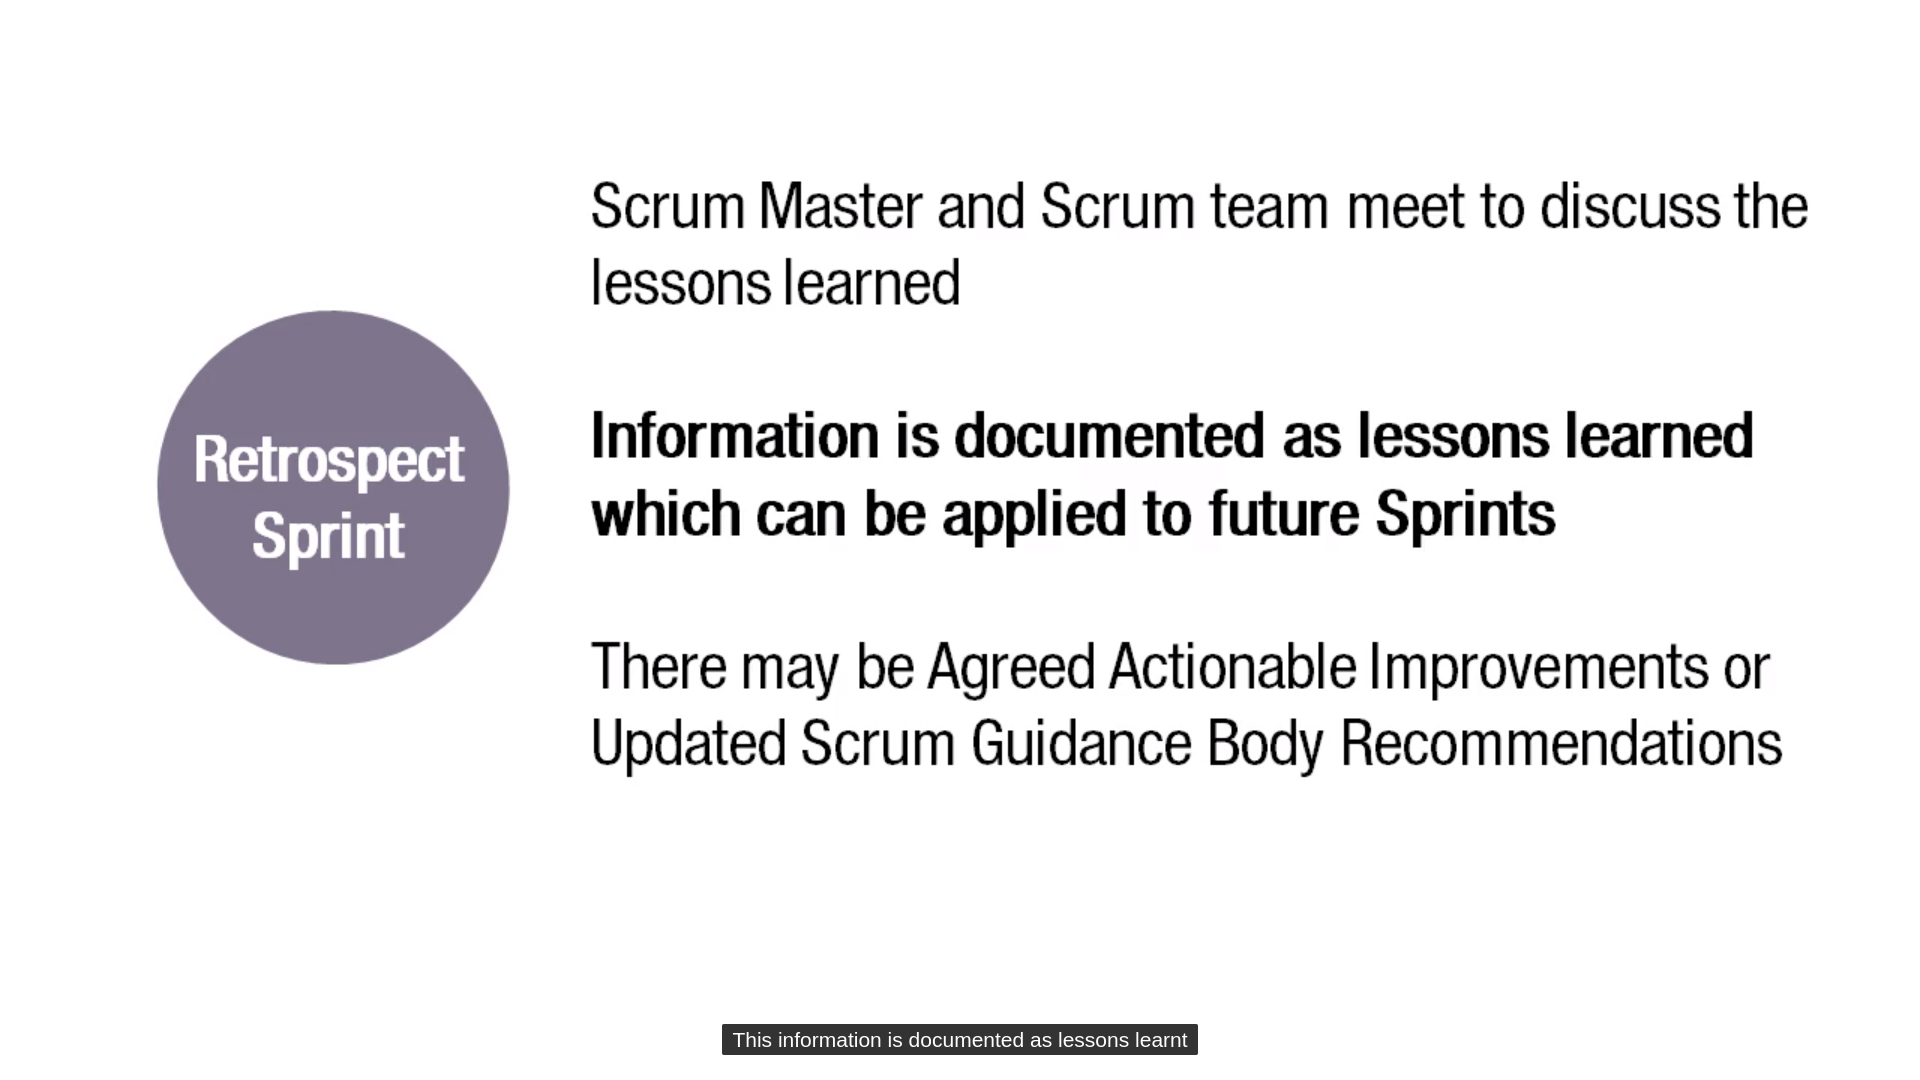 Retrospect
Sprint
Scrum Master and Scrum team meet to discuss the
lessons learned
Information is documented as lessons learned
which can be applied to future Sprints
There may be Agreed Actionable Improvements or
Updated Scrum Guidance Body Recommendations
This information is documented as lessons learnt